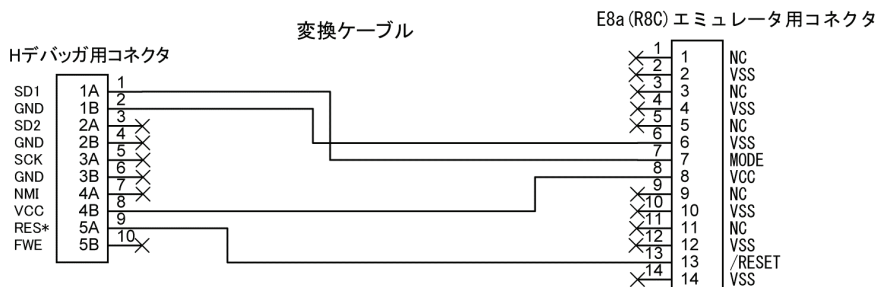 変換ケーブル
Hデバッガ用コネクタ
SD1 1A 1
GND 1B 2
SD2 2A 3
GND 2B 4
SCK 3A 5
GND 3B 6
NMI 4A 7
VCC 4B 8
RES* 5A 9
FWE 5B 10
E8a(R8C)エミュレータ用コネクタ
1 1 NC
2 2 VSS
3 3 NC
4 4 VSS
5 5 NC
6 6 VSS
7 7 MODE
8 8 VCC
9 9 NC
10 10 VSS
11 11 NC
12 12 VSS
13 13 /RESET
14 14 VSS